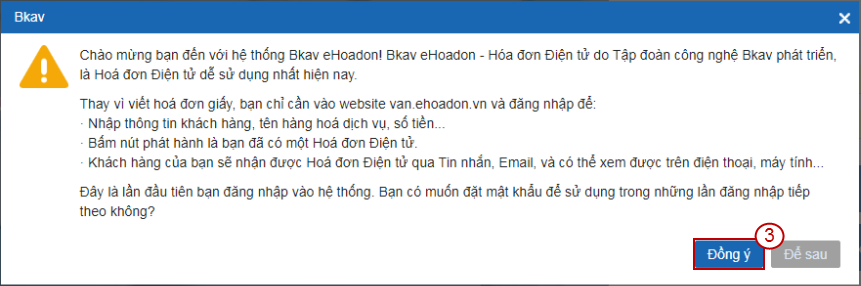 Bkav
Chào mừng bạn đến với hệ thống Bkav eHoadon! Bkav eHoadon - Hóa đơn Điện tử do Tập đoàn công nghệ Bkav phát triển,
là Hoá đơn Điện tử dễ sử dụng nhất hiện nay.
Thay vì viết hoá đơn giấy, bạn chỉ cần vào website van.ehoadon.vn và đăng nhập để:
· Nhập thông tin khách hàng, tên hàng hoá dịch vụ, số tiền...
· Bấm nút phát hành là bạn đã có một Hoá đơn Điện tử.
· Khách hàng của bạn sẽ nhận được Hoá đơn Điện tử qua Tin nhắn, Email, và có thể xem được trên điện thoại, máy tính...
Đây là lần đầu tiên bạn đăng nhập vào hệ thống. Bạn có muốn đặt mật khẩu để sử dụng trong những lần đăng nhập tiếp
theo không?
3
Đồng ý
Để sau